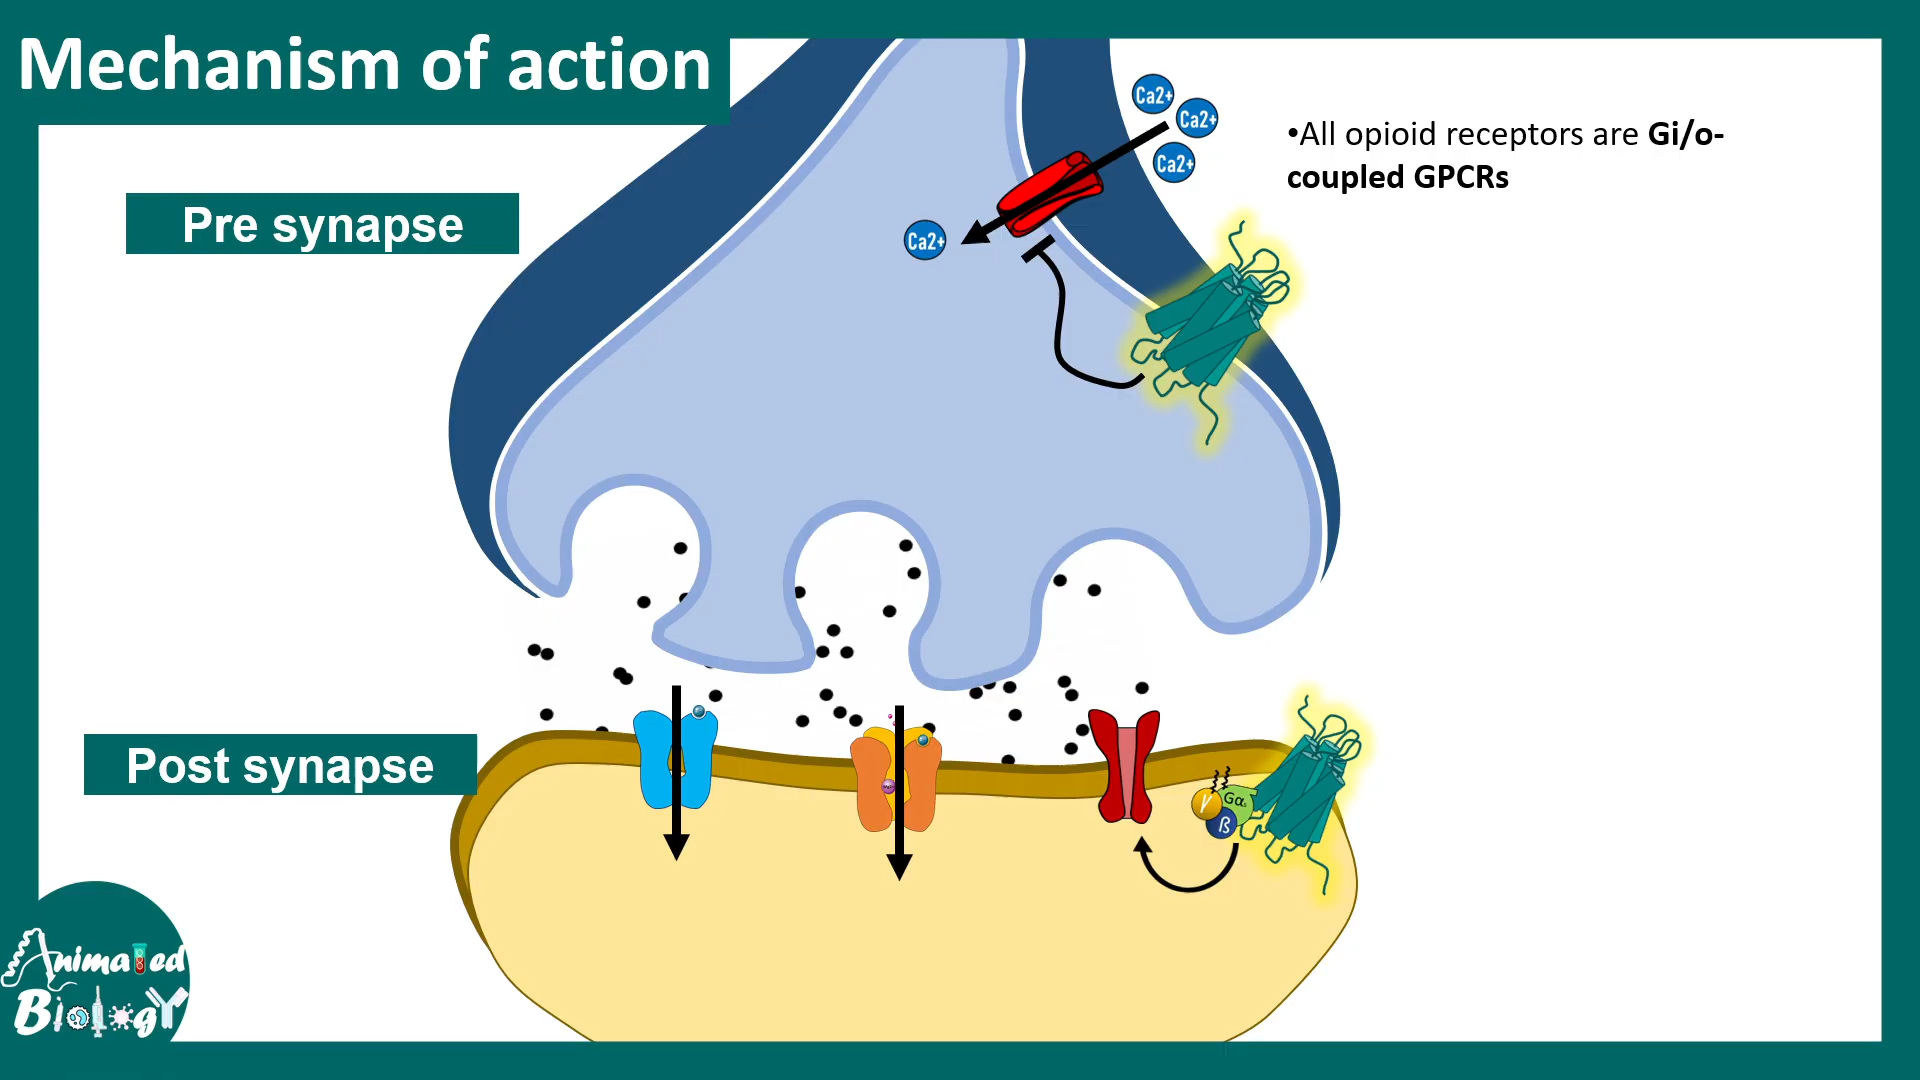 Mechanism of action
Ca2+
Ca2+
Ca2+
Ca2+
•All opioid receptors are Gi/o-
coupled GPCRs
Pre synapse
Post synapse
γ
Gα
ß
Animated
Biology